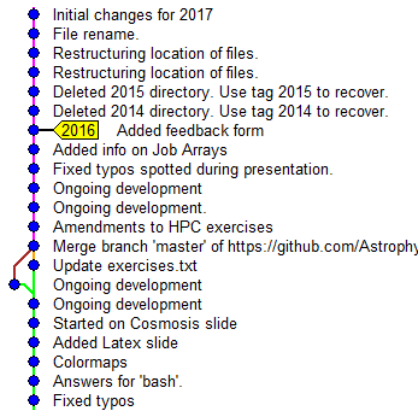 Initial changes for 2017
File rename.
Restructuring location of files.
Restructuring location of files.
Deleted 2015 directory. Use tag 2015 to recover.
Deleted 2014 directory. Use tag 2014 to recover.
2016 Added feedback form
Added info on Job Arrays
Fixed typos spotted during presentation.
Ongoing development
Ongoing development.
Amendments to HPC exercises
Merge branch 'master' of https://github.com/Astrophy
Update exercises.txt
Ongoing development
Ongoing development
Started on Cosmosis slide
Added Latex slide
Colormaps
Answers for 'bash'.
Fixed typos